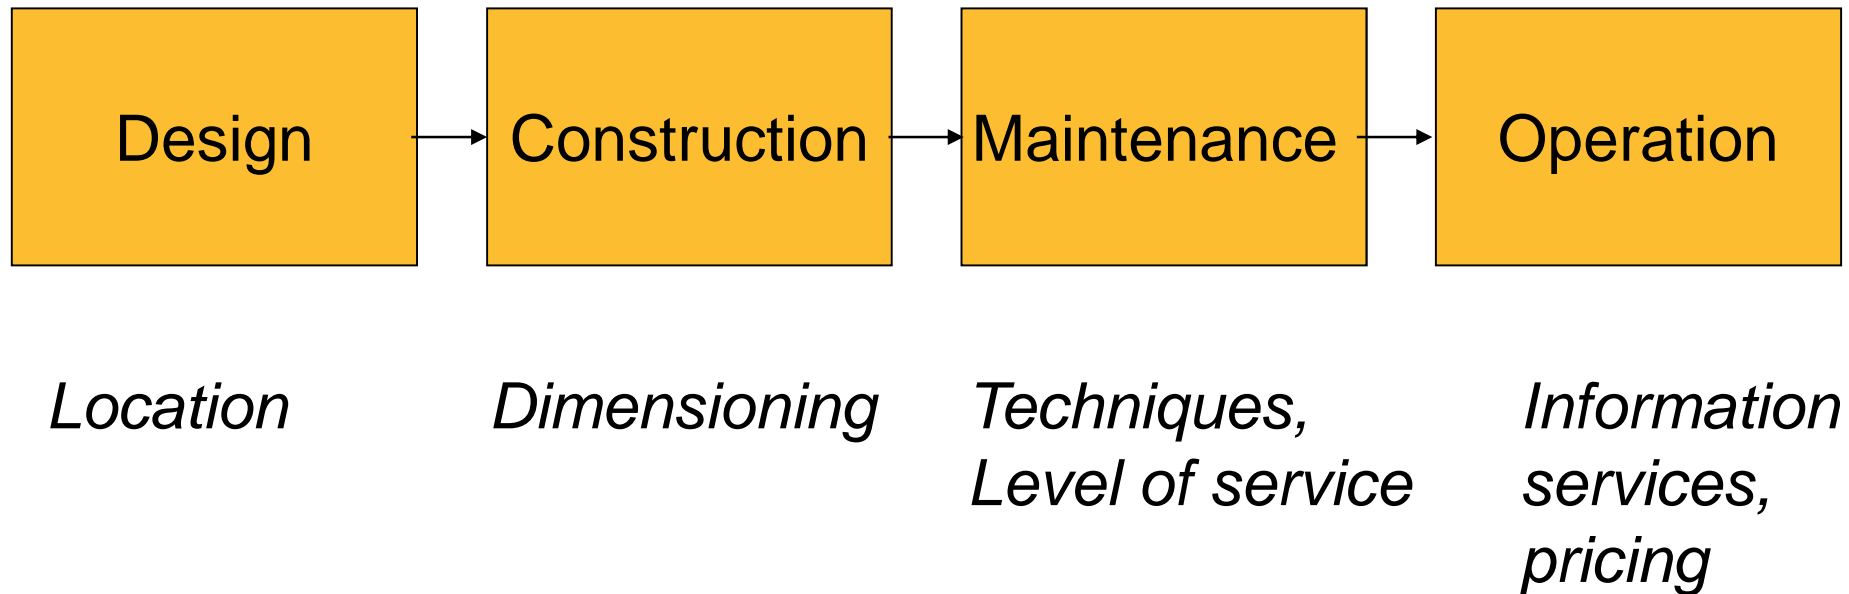 Design
Construction
Maintenance
Operation
Location
Dimensioning
Techniques,
Level of service
Information
services,
pricing